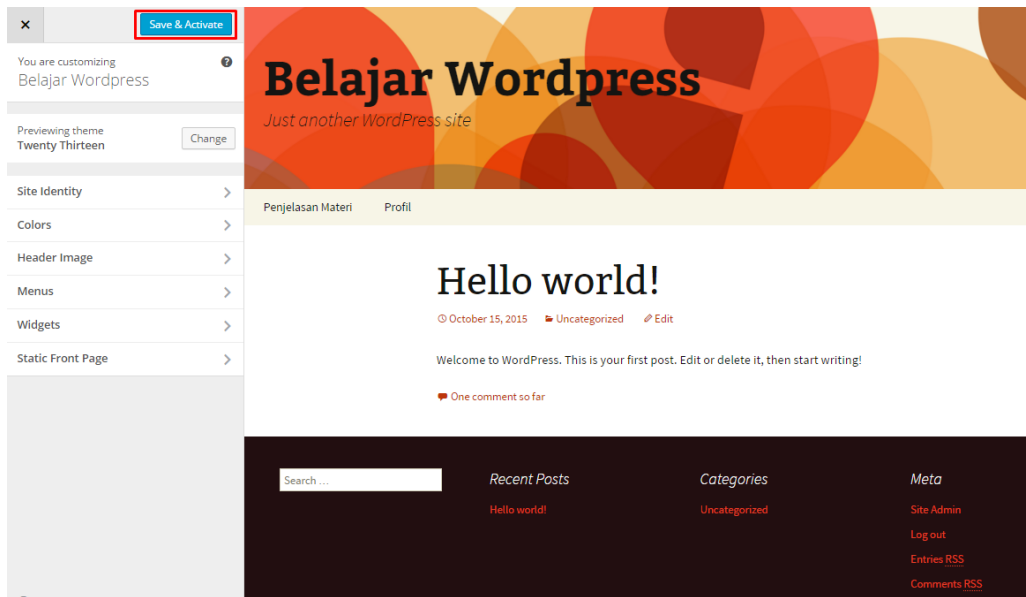 Save & Activate
You are customizing
Belajar Wordpress
Previewing theme
Twenty Thirteen
Change
Site Identity
Colors
Header Image
Menus
Widgets
Static Front Page
Belajar Wordpress
Just another WordPress site
Penjelasan Materi Profil
Hello world!
October 15, 2015 Uncategorized Edit
Welcome to WordPress. This is your first post. Edit or delete it, then start writing!
One comment so far
Search ...
Recent Posts
Hello world!
Categories
Uncategorized
Meta
Site Admin
Log out
Entries RSS
Comments RSS